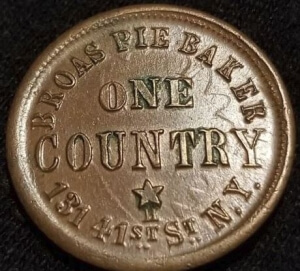 BROAS PIE BAKER
ONE
COUNTRY
131 41ST ST. N.Y.